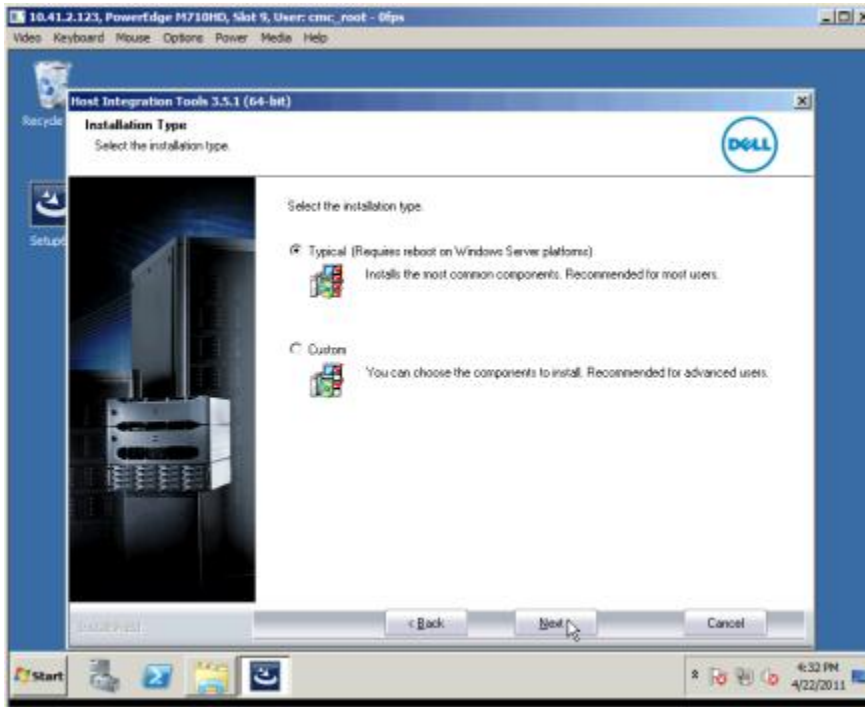 10.41.2.123, PowerEdge M710HD, Slot 9, User: cmc_root - 0fps
Video Keyboard Mouse Options Power Media Help
Recycle
Host Integration Tools 3.5.1 (64-bit)
Installation Type
Select the installation type.
DELL
Setup6
Select the installation type.
Typical (Requires reboot on Windows Server platforms)
Installs the most common components. Recommended for most users.
Custom
You can choose the components to install. Recommended for advanced users.
InstallShield
< Back Next Cancel
Start
4:32 PM
4/22/2011